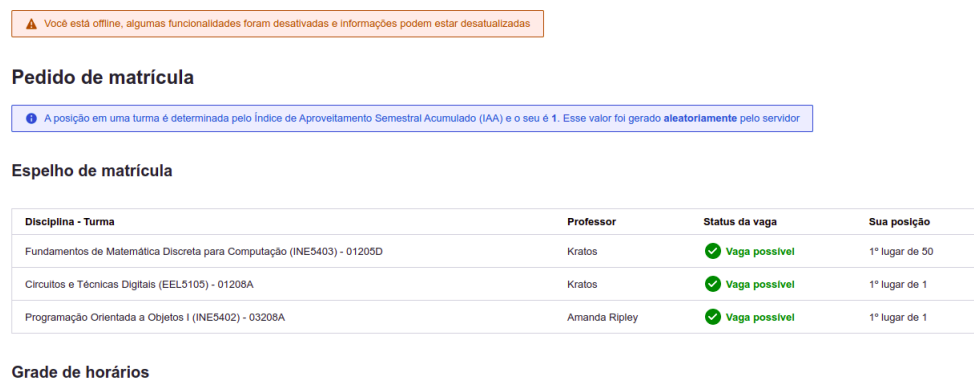 Você está offline, algumas funcionalidades foram desativadas e informações podem estar desatualizadas
Pedido de matrícula
A posição em uma turma é determinada pelo Índice de Aproveitamento Semestral Acumulado (IAA) e o seu é 1. Esse valor foi gerado aleatoriamente pelo servidor
Espelho de matrícula
Disciplina - Turma Professor Status da vaga Sua posição
Fundamentos de Matemática Discreta para Computação (INE5403) - 01205D Kratos Vaga possível 1º lugar de 50
Circuitos e Técnicas Digitais (EEL5105) - 01208A Kratos Vaga possível 1º lugar de 1
Programação Orientada a Objetos I (INE5402) - 03208A Amanda Ripley Vaga possível 1º lugar de 1
Grade de horários